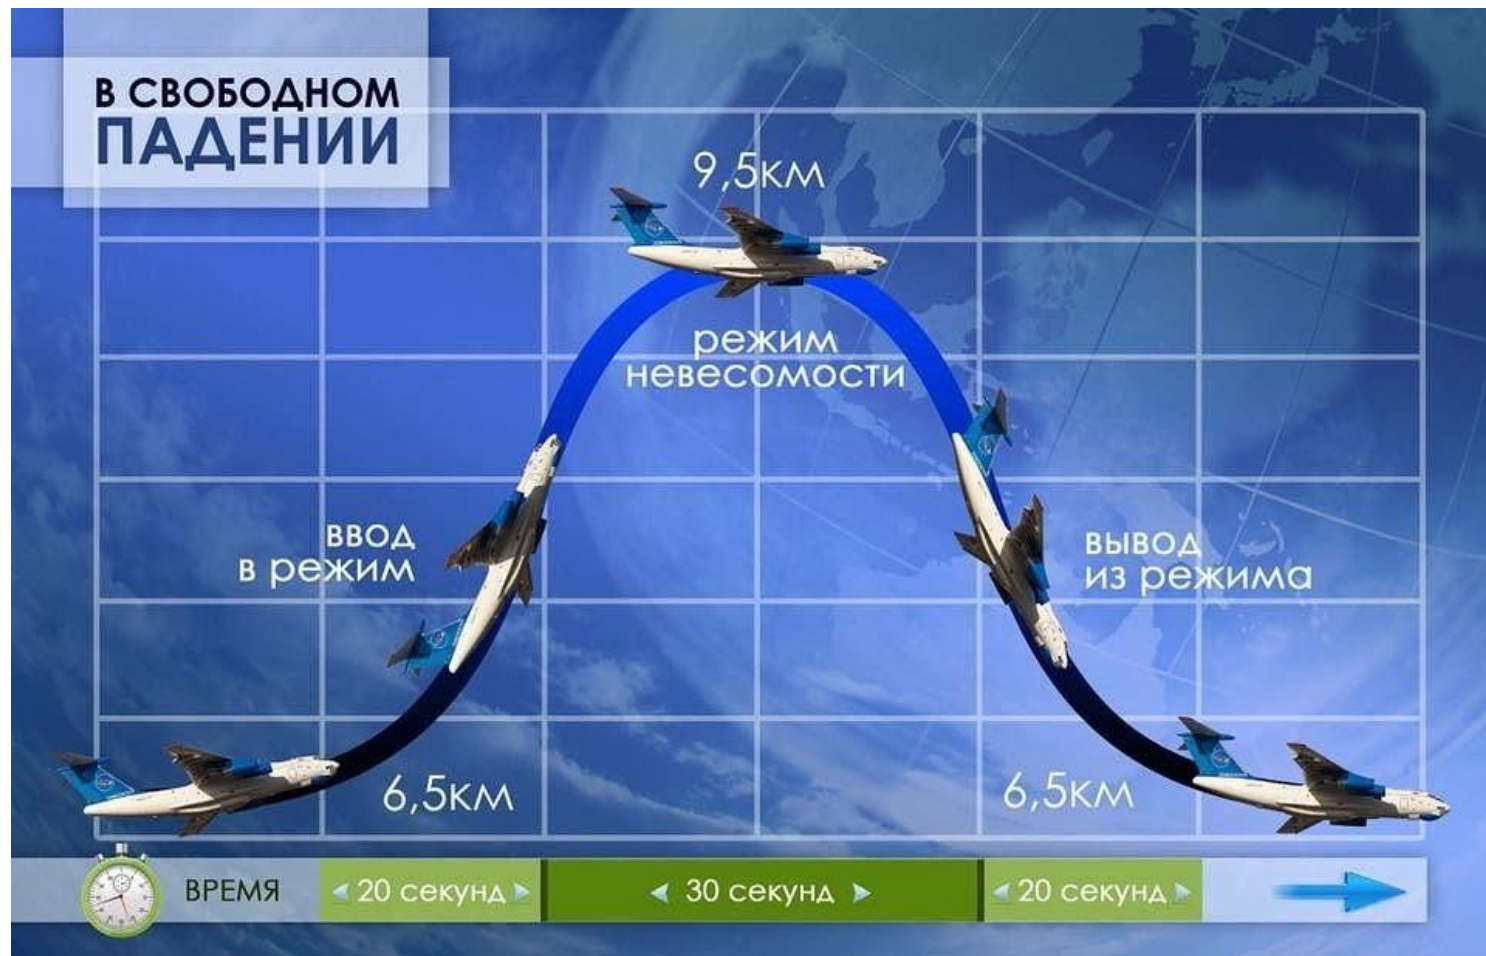 В СВОБОДНОМ
ПАДЕНИИ
9,5км
режим
невесомости
ввод
в режим
вывод
из режима
6,5км
6,5км
ВРЕМЯ
20 секунд
30 секунд
20 секунд